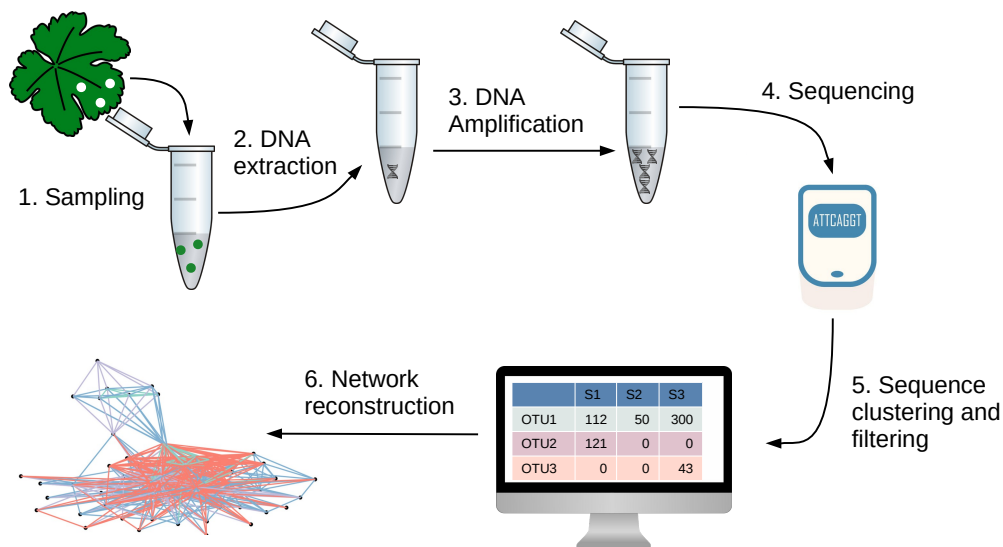 1. Sampling
2. DNA
extraction
3. DNA
Amplification
4. Sequencing
ATTCAGGT
5. Sequence
clustering and
filtering
S1 S2 S3
OTU1 112 50 300
OTU2 121 0 0
OTU3 0 0 43
6. Network
reconstruction